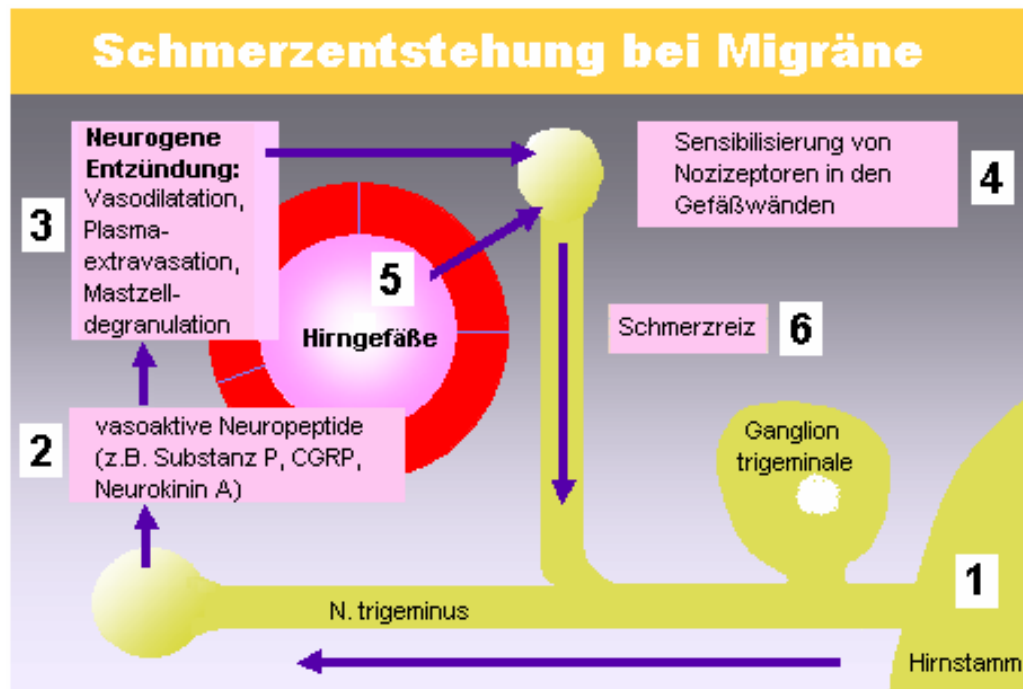 Schmerzentstehung bei Migräne
3
Neurogene
Entzündung:
Vasodilatation,
Plasma-
extravasation,
Mastzell-
degranulation
Sensibilisierung von
Nozizeptoren in den
Gefäßwänden
4
5
Hirngefäße
Schmerzreiz
6
2
vasoaktive Neuropeptide
(z.B. Substanz P, CGRP,
Neurokinin A)
Ganglion
trigeminale
1
N. trigeminus
Hirnstamm